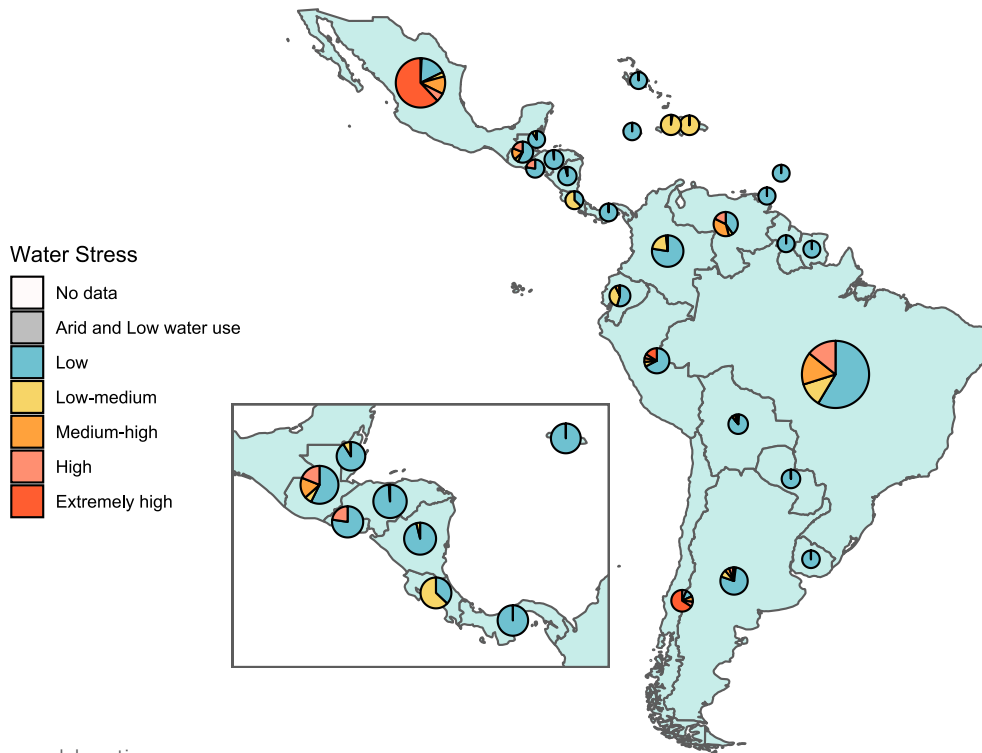 Water Stress
No data
Arid and Low water use
Low
Low-medium
Medium-high
High
Extremely high